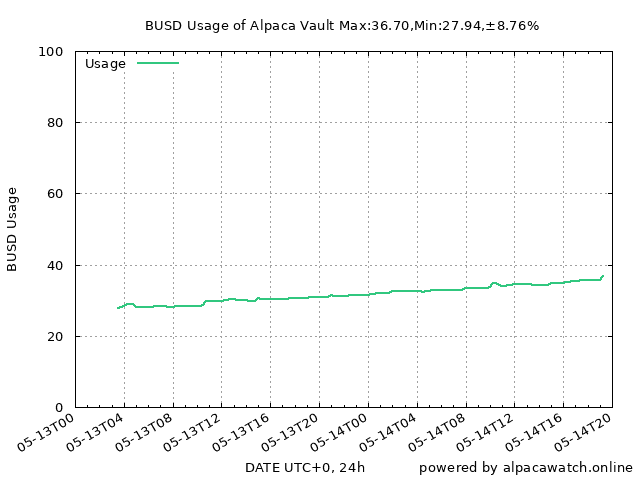 BUSD Usage of Alpaca Vault Max:36.70,Min:27.94,±8.76%
Usage
BUSD Usage
100
80
60
40
20
0
05-13T00
05-13T04
05-13T08
05-13T12
05-13T16
05-13T20
05-14T00
05-14T04
05-14T08
05-14T12
05-14T16
05-14T20
DATE UTC+0, 24h
powered by alpacawatch.online